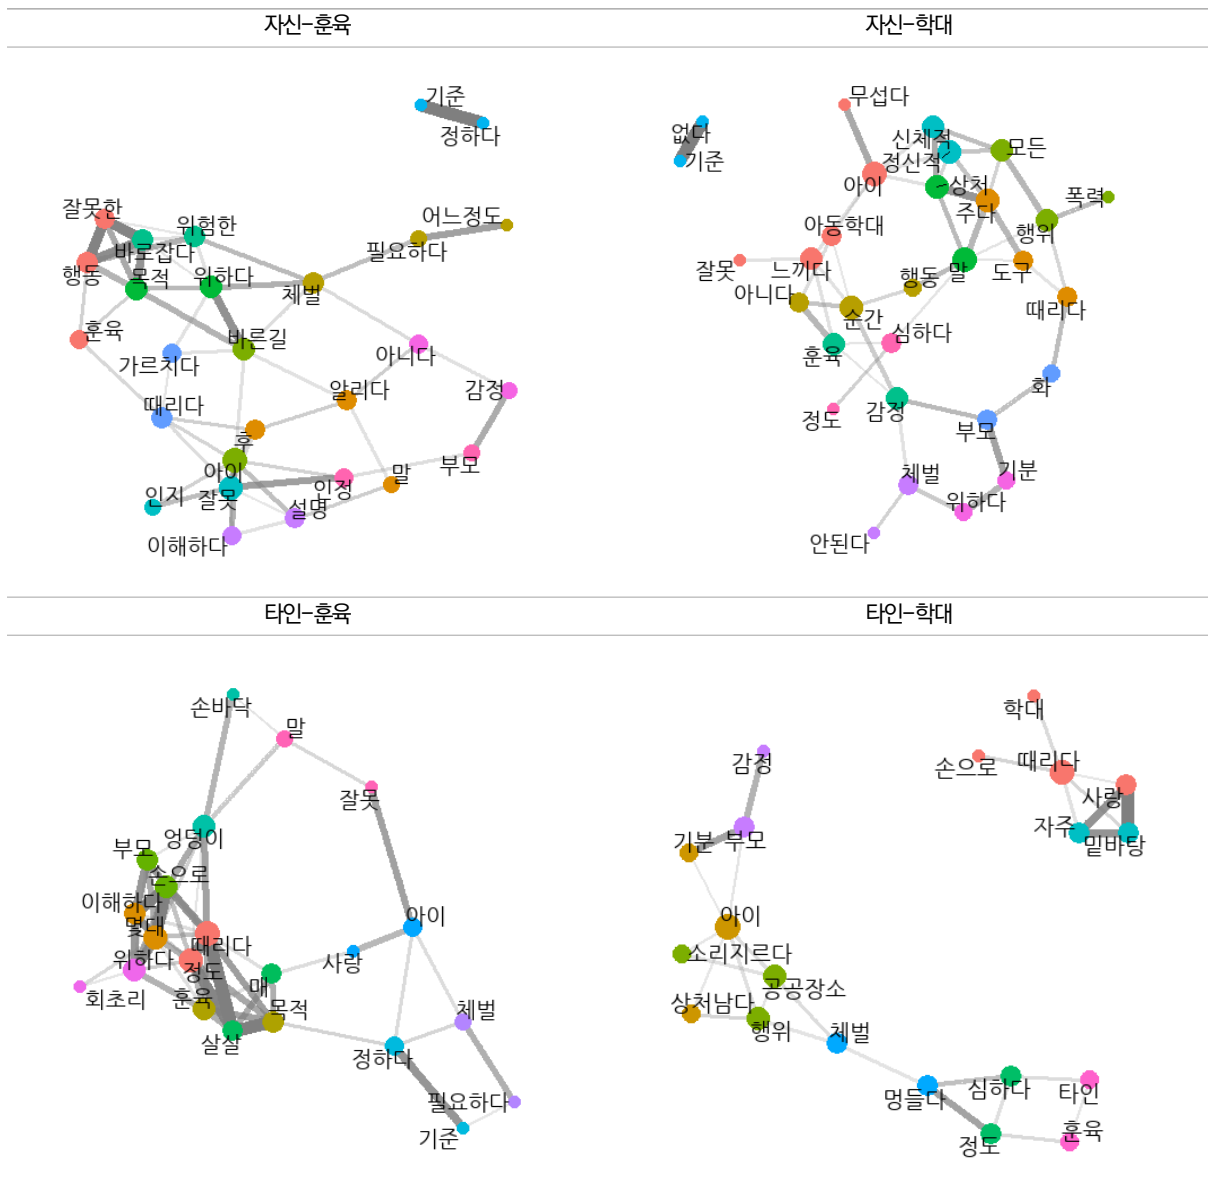 자신-훈육
자신-학대
기준
정하다
잘못한
위험한
어느정도
바로잡다
필요하다
행동
목적
위하다
체벌
훈육
바른길
가르치다
아니다
알리다
감정
때리다
후
아이
부모
인지
잘못
인정
말
설명
이해하다
무섭다
없다
기준
신체적
모든
정신적
아이
상처
폭력
주다
아동학대
행위
잘못
느끼다
행동
말
도구
아니다
순간
때리다
훈육
심하다
화
정도
감정
부모
체벌
기분
위하다
안된다
타인-훈육
타인-학대
손바닥
말
잘못
엉덩이
부모
손으로
이해하다
몇대
아이
때리다
위하다
정도
사랑
매
회초리
훈육
목적
체벌
살살
정하다
필요하다
기준
학대
감정
손으로
때리다
사랑
자주
밑바닥
기분
부모
아이
소리지르다
공공장소
상처남다
행위
체벌
멍들다
심하다
타인
정도
훈육